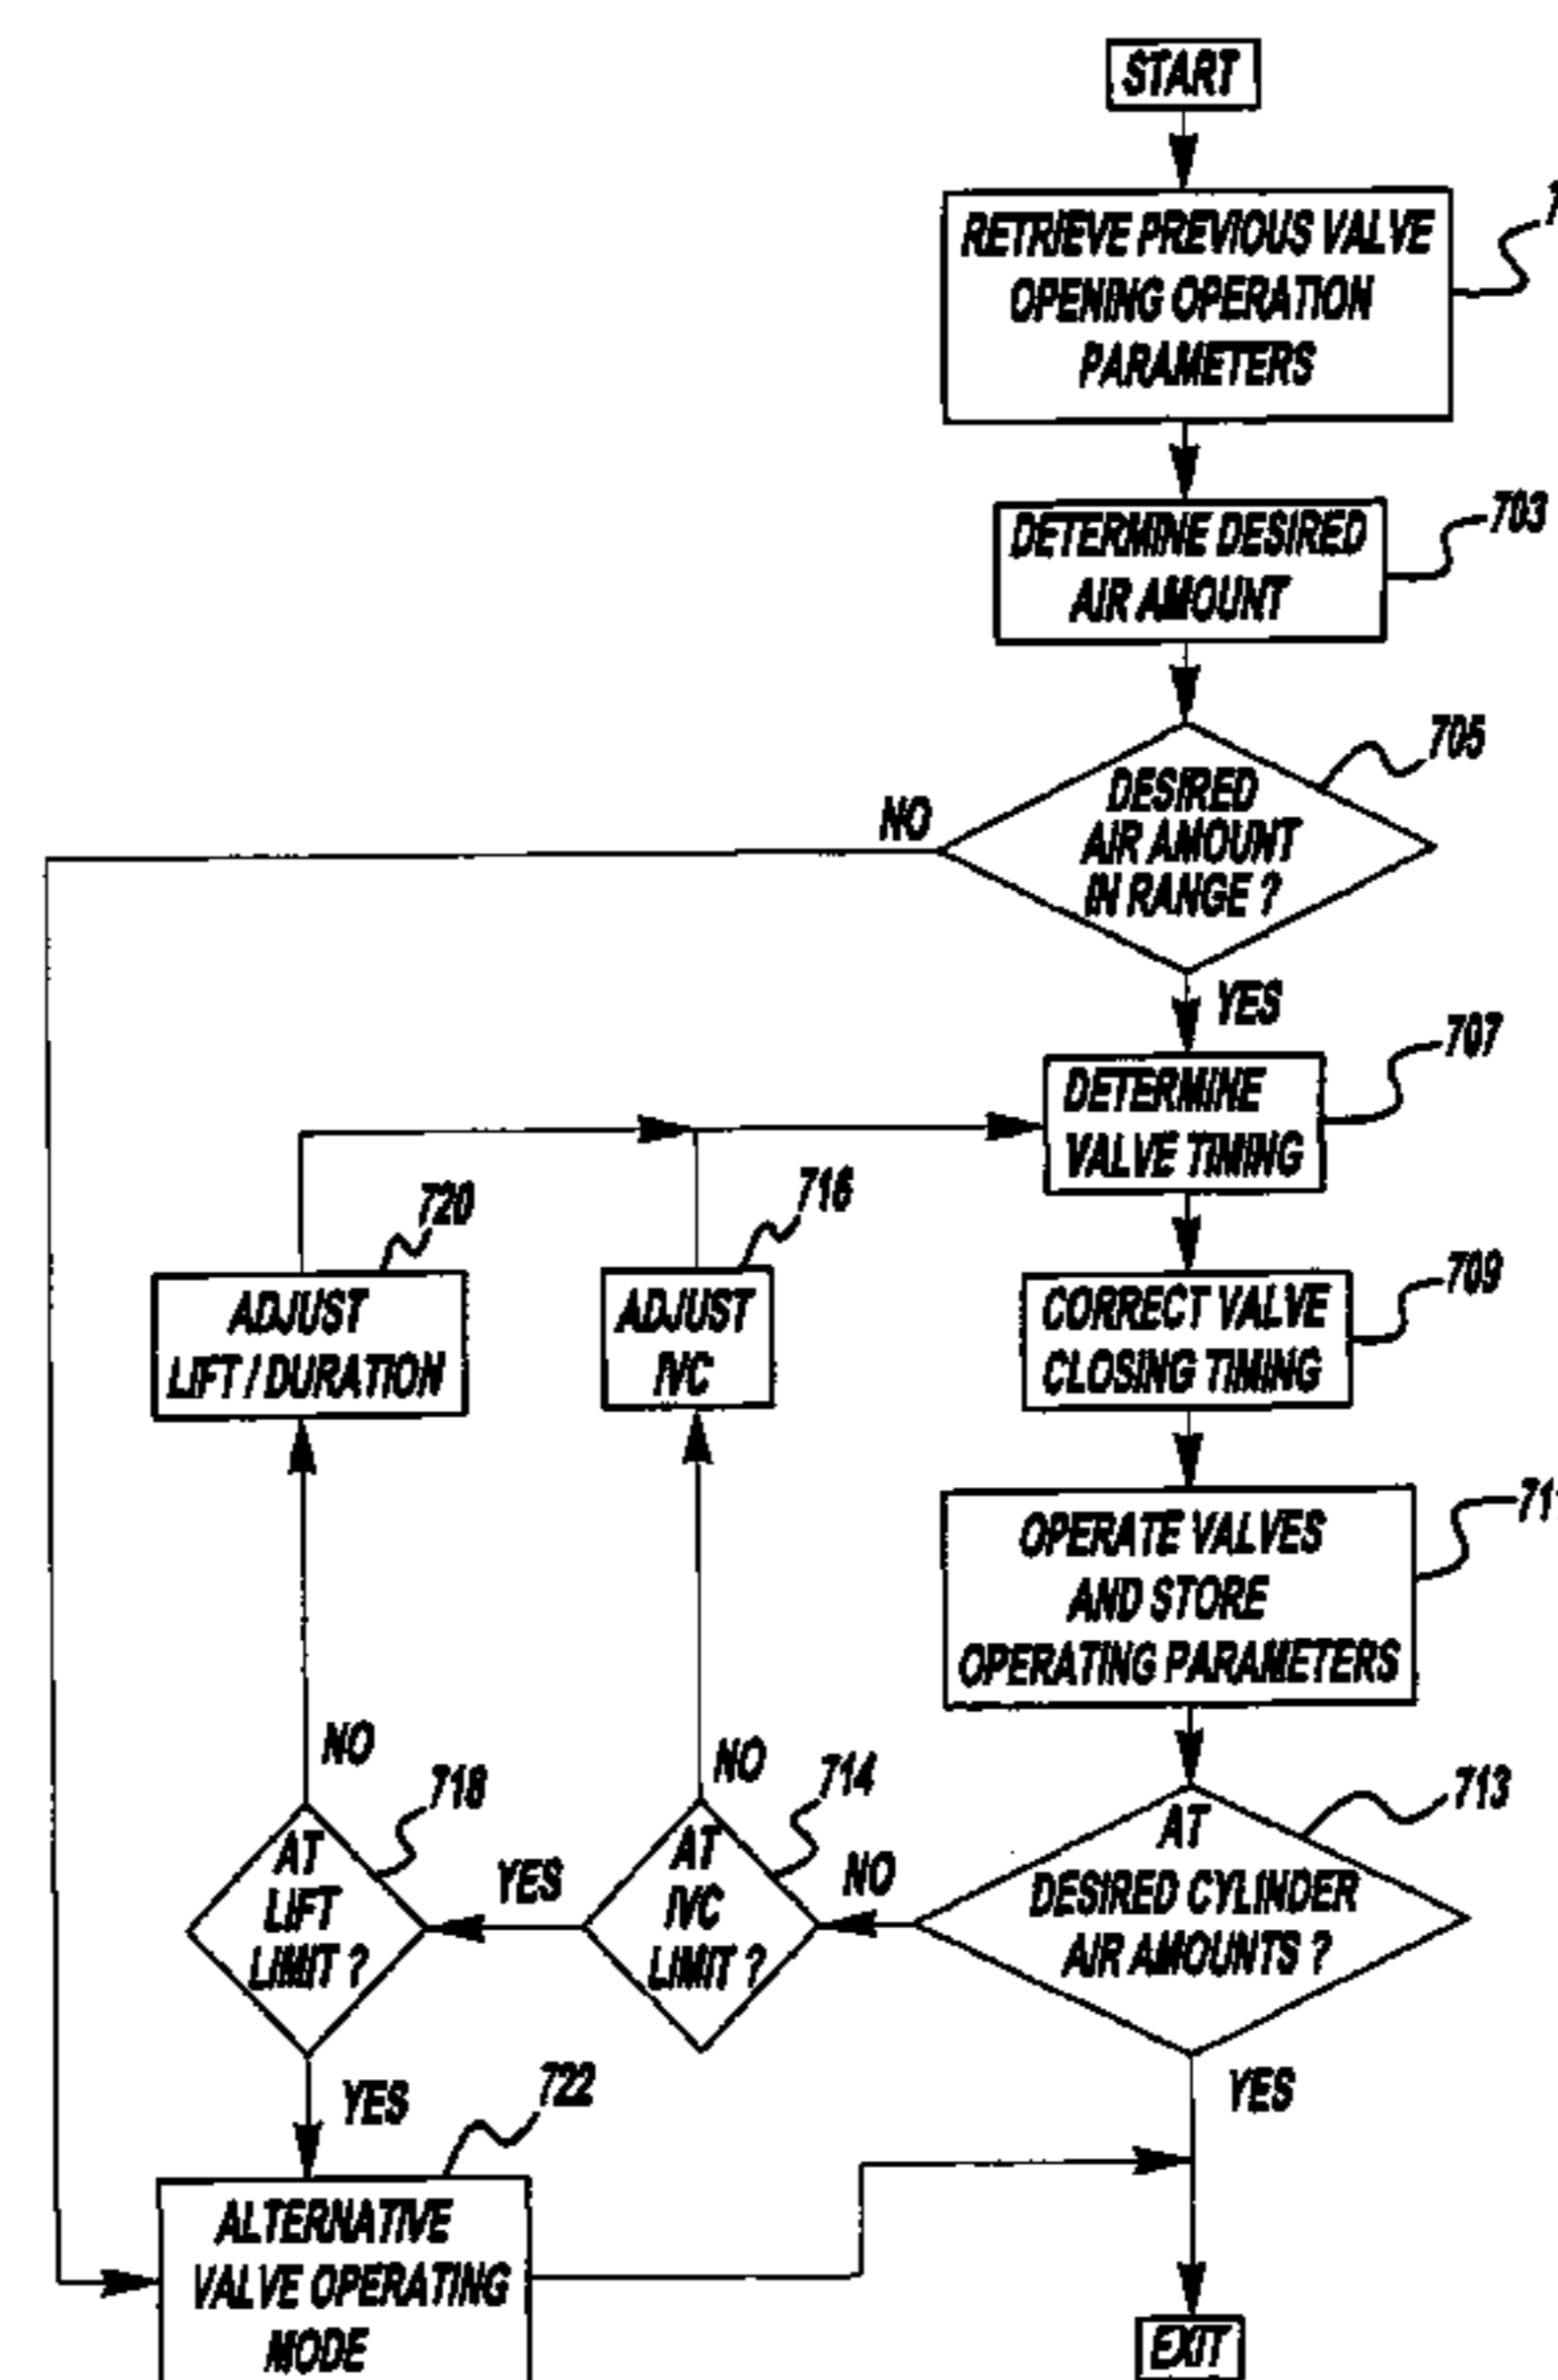 START
RETRIEVE PREVIOUS VALVE
OPENING OPERATION
PARAMETERS
DETERMINE DESIRED
AIR AMOUNT
703
DESIRED
AIR AMOUNT
IN RANGE ?
705
NO
YES
DETERMINE
VALVE TIMING
707
720
716
ADJUST
LIFT / DURATION
ADJUST
IVC
CORRECT VALVE
CLOSING TIMING
709
OPERATE VALVES
AND STORE
OPERATING PARAMETERS
NO
718
NO
714
713
AT
LIFT
LIMIT ?
YES
AT
IVC
LIMIT ?
NO
AT
DESIRED CYLINDER
AIR AMOUNTS ?
YES
722
YES
ALTERNATIVE
VALVE OPERATING
MODE
EXIT